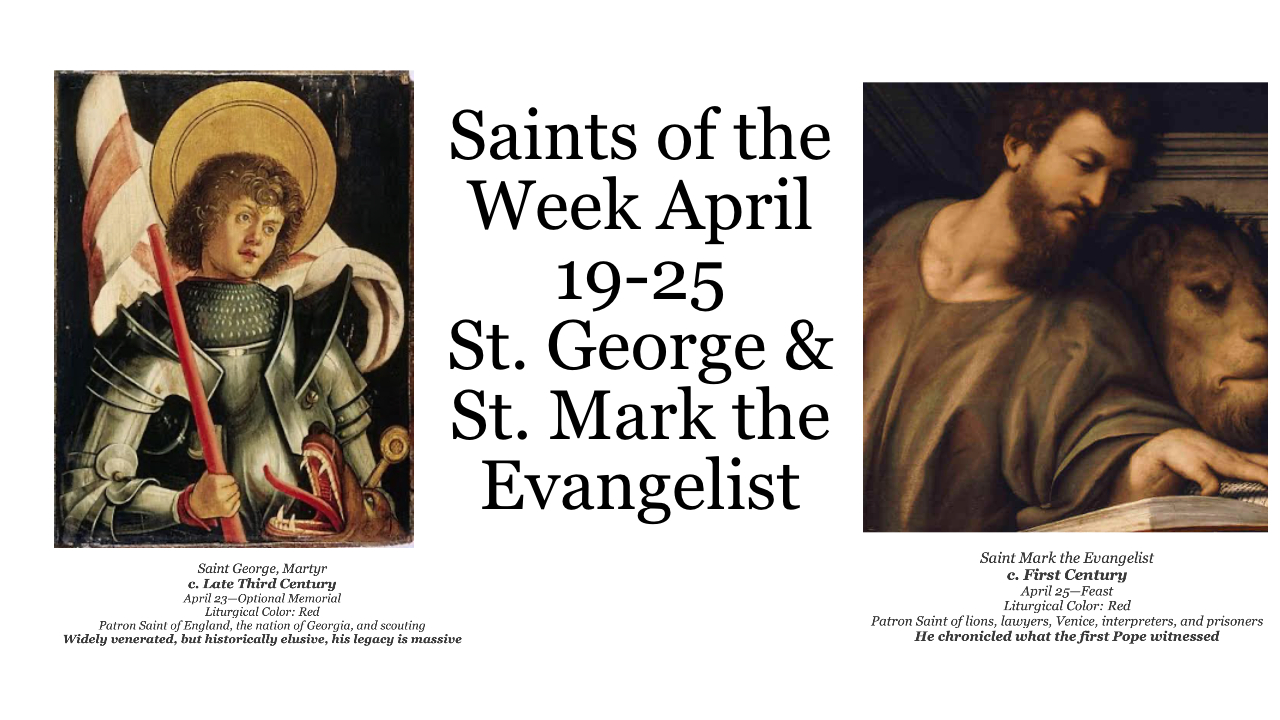 Saints of the
Week April
19-25
St. George &
St. Mark the
Evangelist
Saint George, Martyr
c. Late Third Century
April 23—Optional Memorial
Liturgical Color: Red
Patron Saint of England, the nation of Georgia, and scouting
Widely venerated, but historically elusive, his legacy is massive
Saint Mark the Evangelist
c. First Century
April 25—Feast
Liturgical Color: Red
Patron Saint of lions, lawyers, Venice, interpreters, and prisoners
He chronicled what the first Pope witnessed